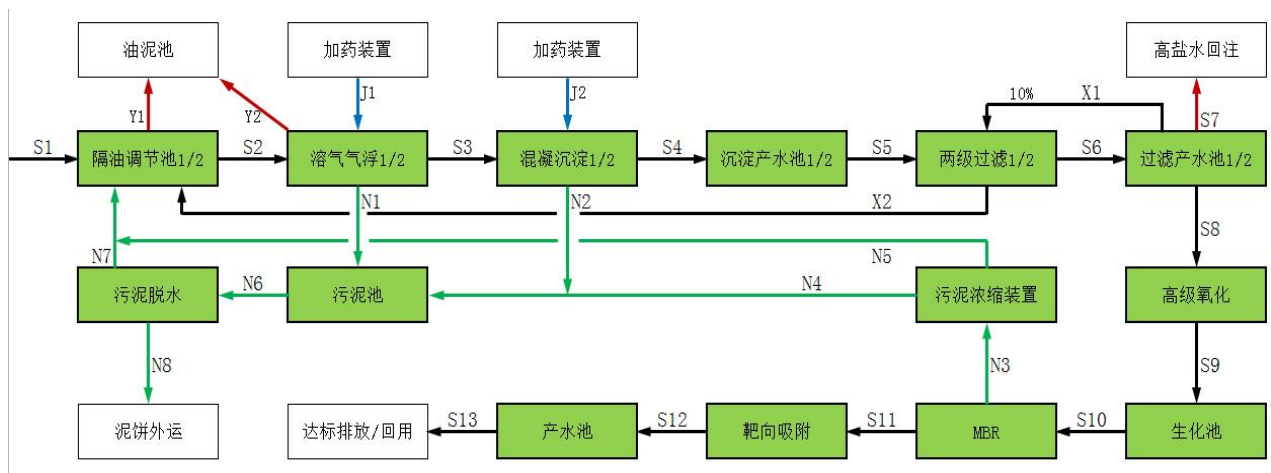 油泥池
加药装置
加药装置
高盐水回注
J1
J2
10%
X1
Y1
Y2
S7
S1
隔油调节池1/2
S2
溶气气浮1/2
S3
混凝沉淀1/2
S4
沉淀产水池1/2
S5
两级过滤1/2
S6
过滤产水池1/2
N1
N2
X2
S8
N7
N5
污泥脱水
N6
污泥池
N4
污泥浓缩装置
高级氧化
N8
N3
S9
泥饼外运
达标排放/回用
S13
产水池
S12
靶向吸附
S11
MBR
S10
生化池